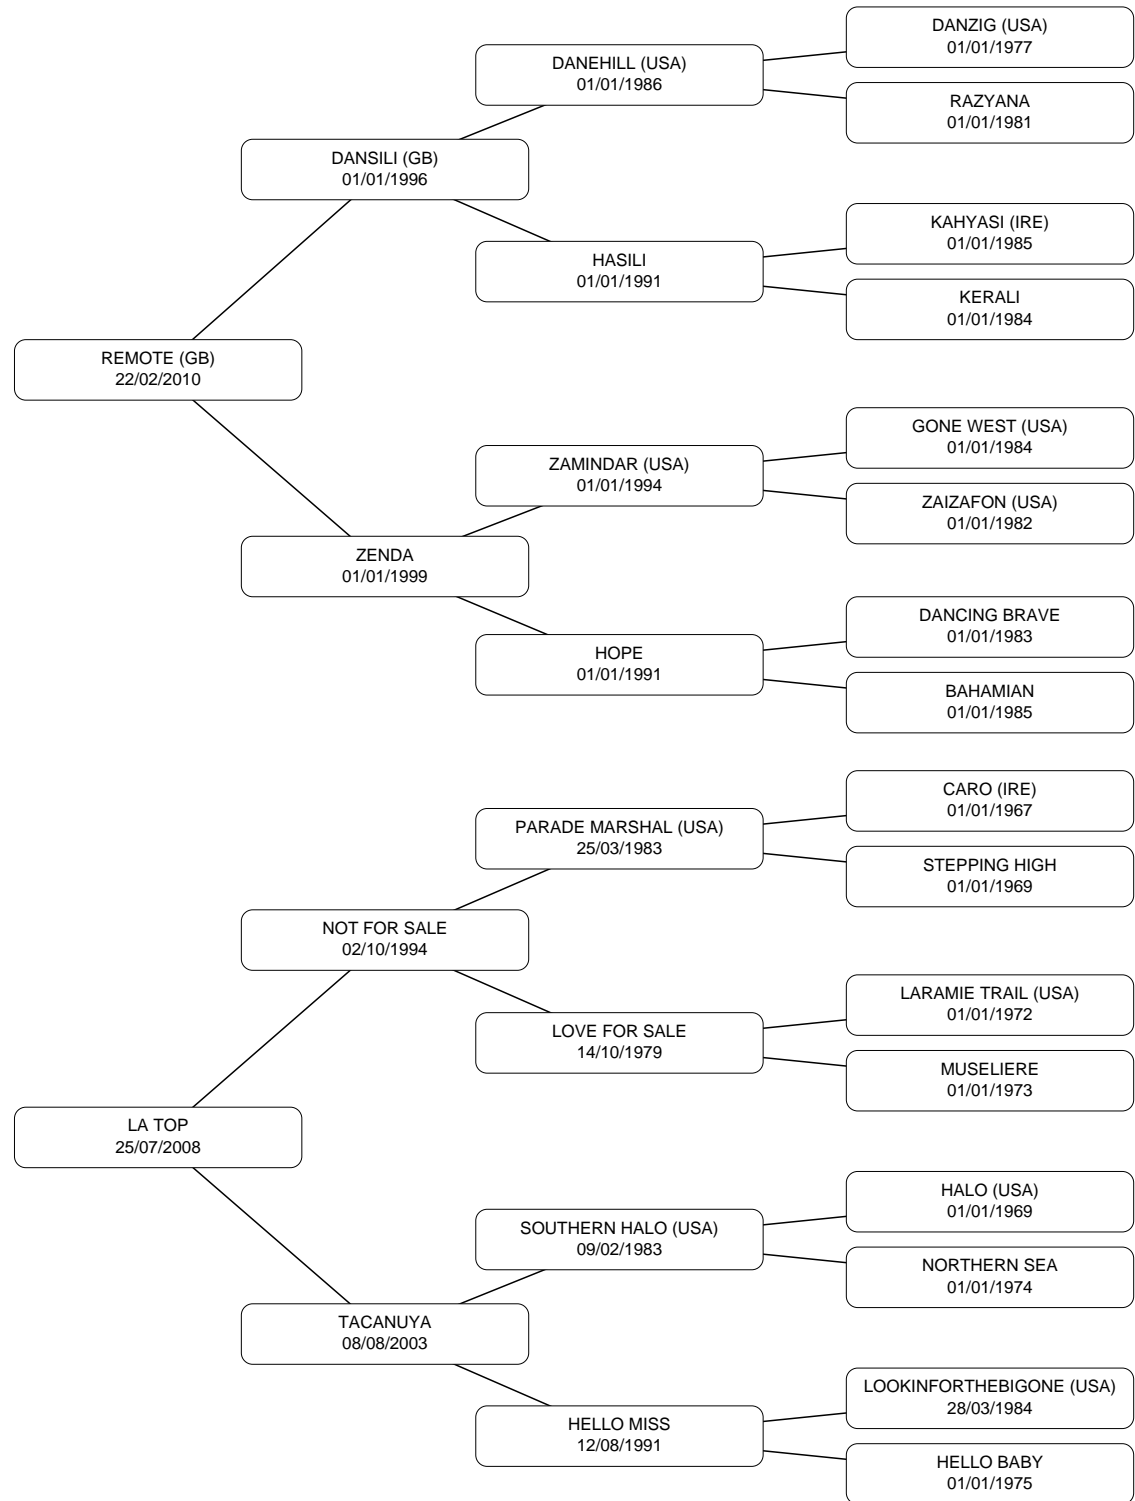 DANZIG (USA)
01/01/1977
DANEHILL (USA)
01/01/1986
RAZYANA
01/01/1981
DANSILI (GB)
01/01/1996
KAHYASI (IRE)
01/01/1985
HASILI
01/01/1991
KERALI
01/01/1984
REMOTE (GB)
22/02/2010
GONE WEST (USA)
01/01/1984
ZAMINDAR (USA)
01/01/1994
ZAIZAFON (USA)
01/01/1982
ZENDA
01/01/1999
DANCING BRAVE
01/01/1983
HOPE
01/01/1991
BAHAMIAN
01/01/1985
CARO (IRE)
01/01/1967
PARADE MARSHAL (USA)
25/03/1983
STEPPING HIGH
01/01/1969
NOT FOR SALE
02/10/1994
LARAMIE TRAIL (USA)
01/01/1972
LOVE FOR SALE
14/10/1979
MUSELIERE
01/01/1973
LA TOP
25/07/2008
HALO (USA)
01/01/1969
SOUTHERN HALO (USA)
09/02/1983
NORTHERN SEA
01/01/1974
TACANUYA
08/08/2003
LOOKINFORTHEBIGONE (USA)
28/03/1984
HELLO MISS
12/08/1991
HELLO BABY
01/01/1975